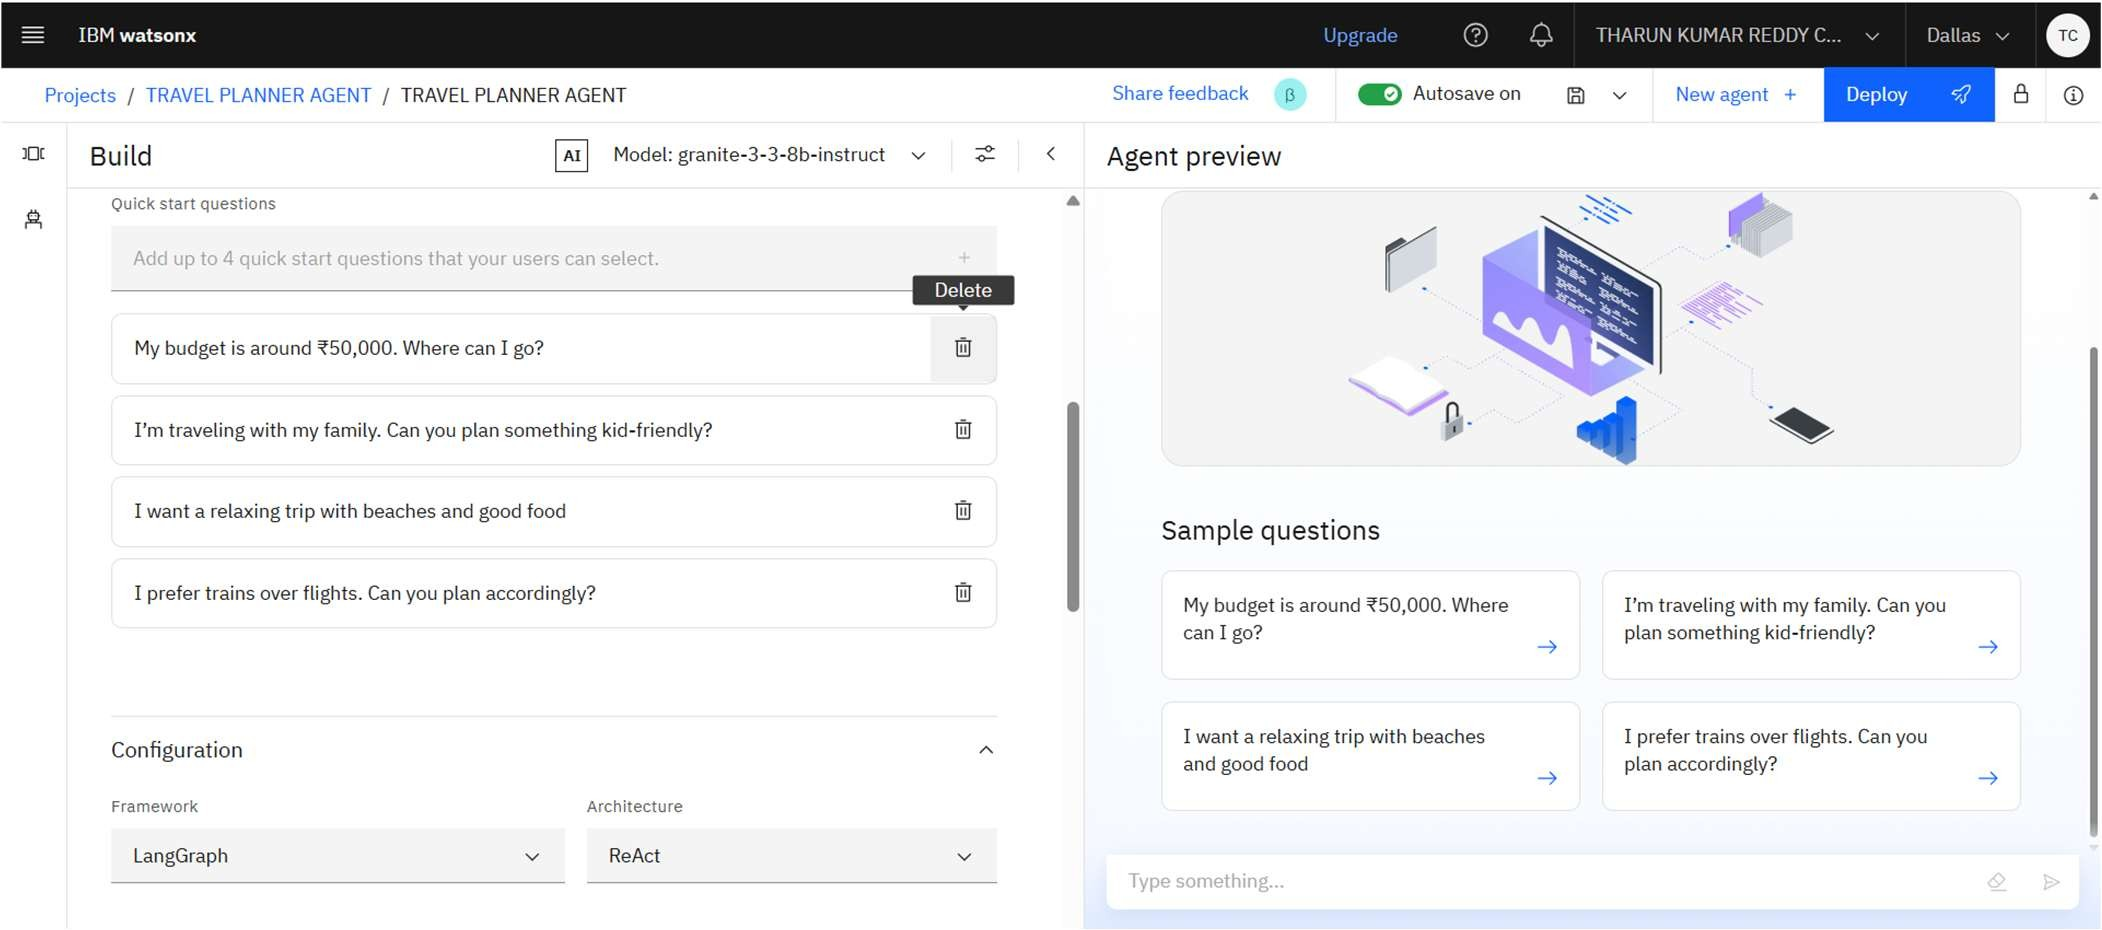 IBM watsonx
Upgrade
THARUN KUMAR REDDY C...
Dallas
TC
Projects / TRAVEL PLANNER AGENT / TRAVEL PLANNER AGENT
Share feedback
β
Autosave on
New agent +
Deploy
Build
AI
Model: granite-3-3-8b-instruct
Quick start questions
Add up to 4 quick start questions that your users can select.
Delete
My budget is around ₹50,000. Where can I go?
I’m traveling with my family. Can you plan something kid-friendly?
I want a relaxing trip with beaches and good food
I prefer trains over flights. Can you plan accordingly?
Configuration
Framework
Architecture
LangGraph
ReAct
Agent preview
Sample questions
My budget is around ₹50,000. Where
can I go?
I’m traveling with my family. Can you
plan something kid-friendly?
I want a relaxing trip with beaches
and good food
I prefer trains over flights. Can you
plan accordingly?
Type something...